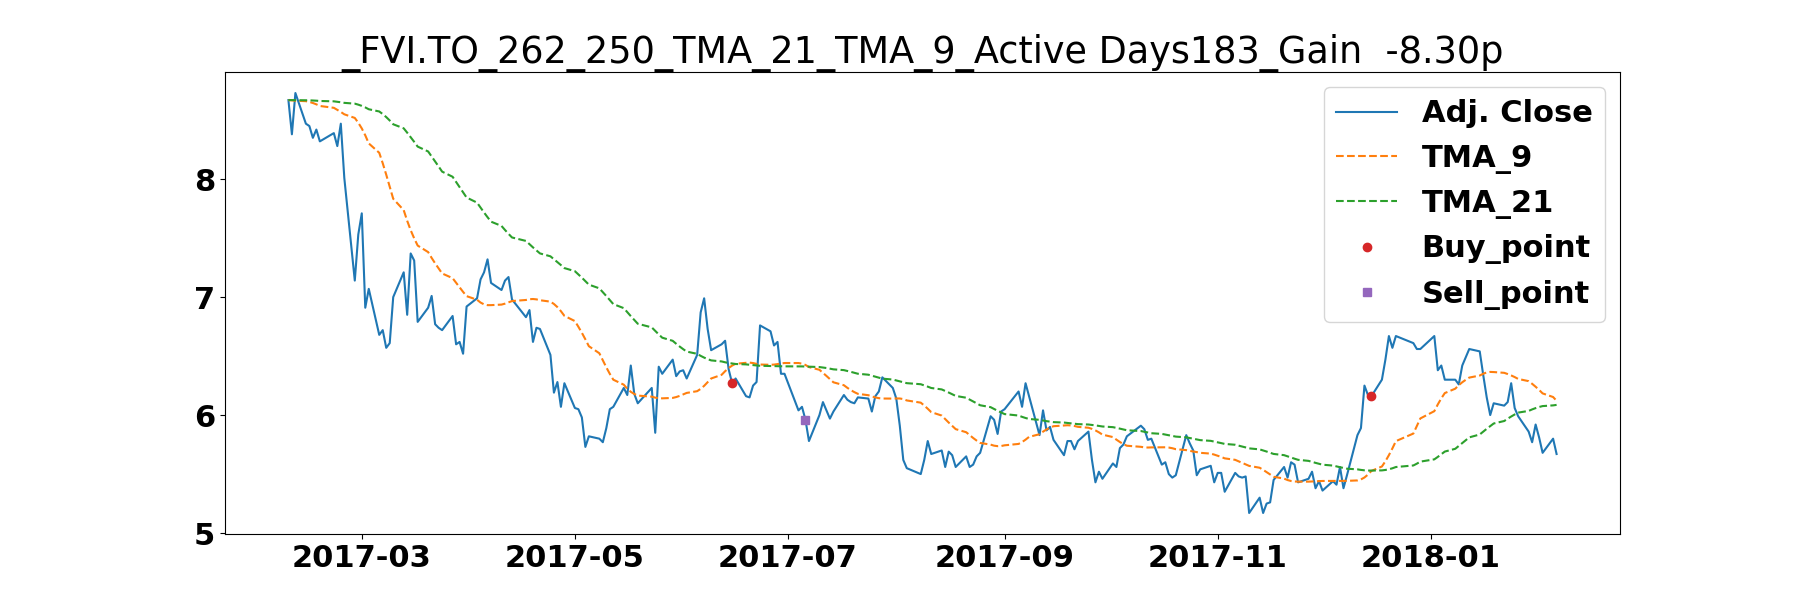 _FVI.TO_262_250_TMA_21_TMA_9_Active Days183_Gain  -8.30p
Adj. Close
TMA_9
TMA_21
Buy_point
Sell_point
8
7
6
5
2017-03
2017-05
2017-07
2017-09
2017-11
2018-01